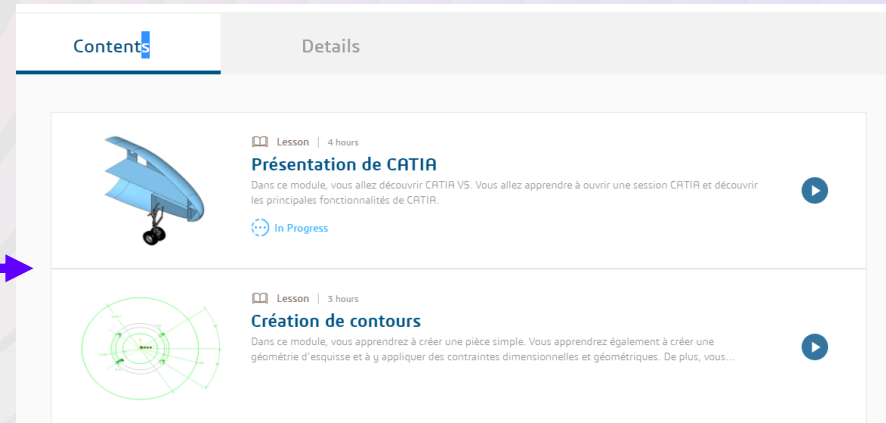 Contents
Details
Lesson | 4 hours
Présentation de CATIA
Dans ce module, vous allez découvrir CATIA V5. Vous allez apprendre à ouvrir une session CATIA et découvrir
les principales fonctionnalités de CATIA.
In Progress
Lesson | 3 hours
Création de contours
Dans ce module, vous apprendrez à créer une pièce simple. Vous apprendrez également à créer une
géométrie d'esquisse et à y appliquer des contraintes dimensionnelles et géométriques. De plus, vous...